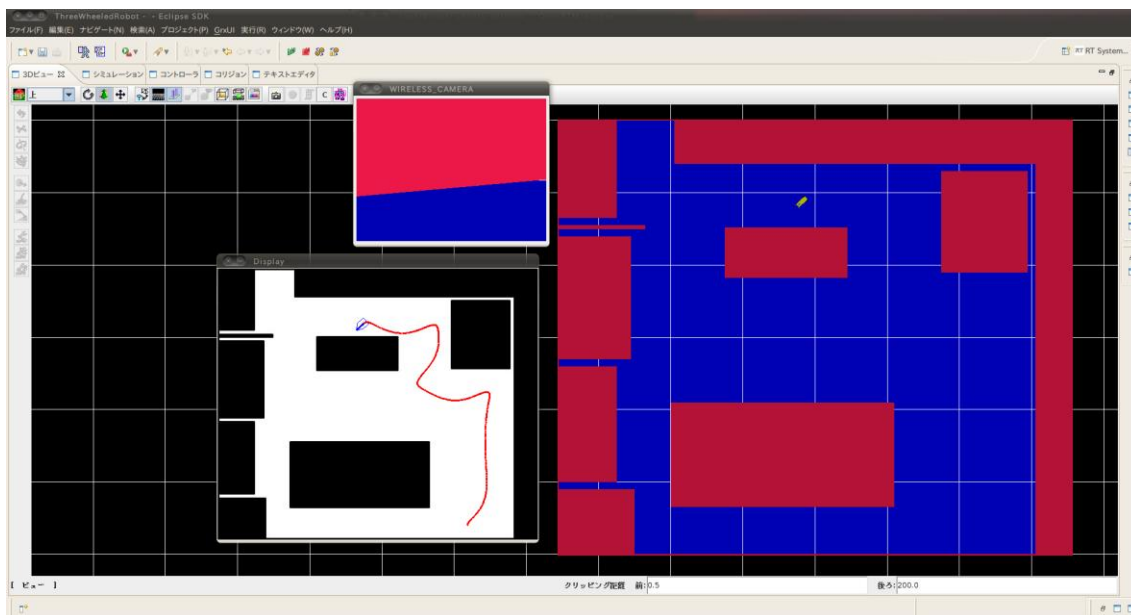 ThreeWheeledRobot - - Eclipse SDK
ファイル(F) 編集(E) ナビゲート(N) 検索(A) プロジェクト(P) GrxUI 実行(R) ウィンドウ(W) ヘルプ(H)
RT System...
3Dビュー シミュレーション コントローラ コリジョン テキストエディタ
上 C
WIRELESS_CAMERA
Display
[ ビュー ] クリッピング距離 前: 0.5 後ろ: 200.0